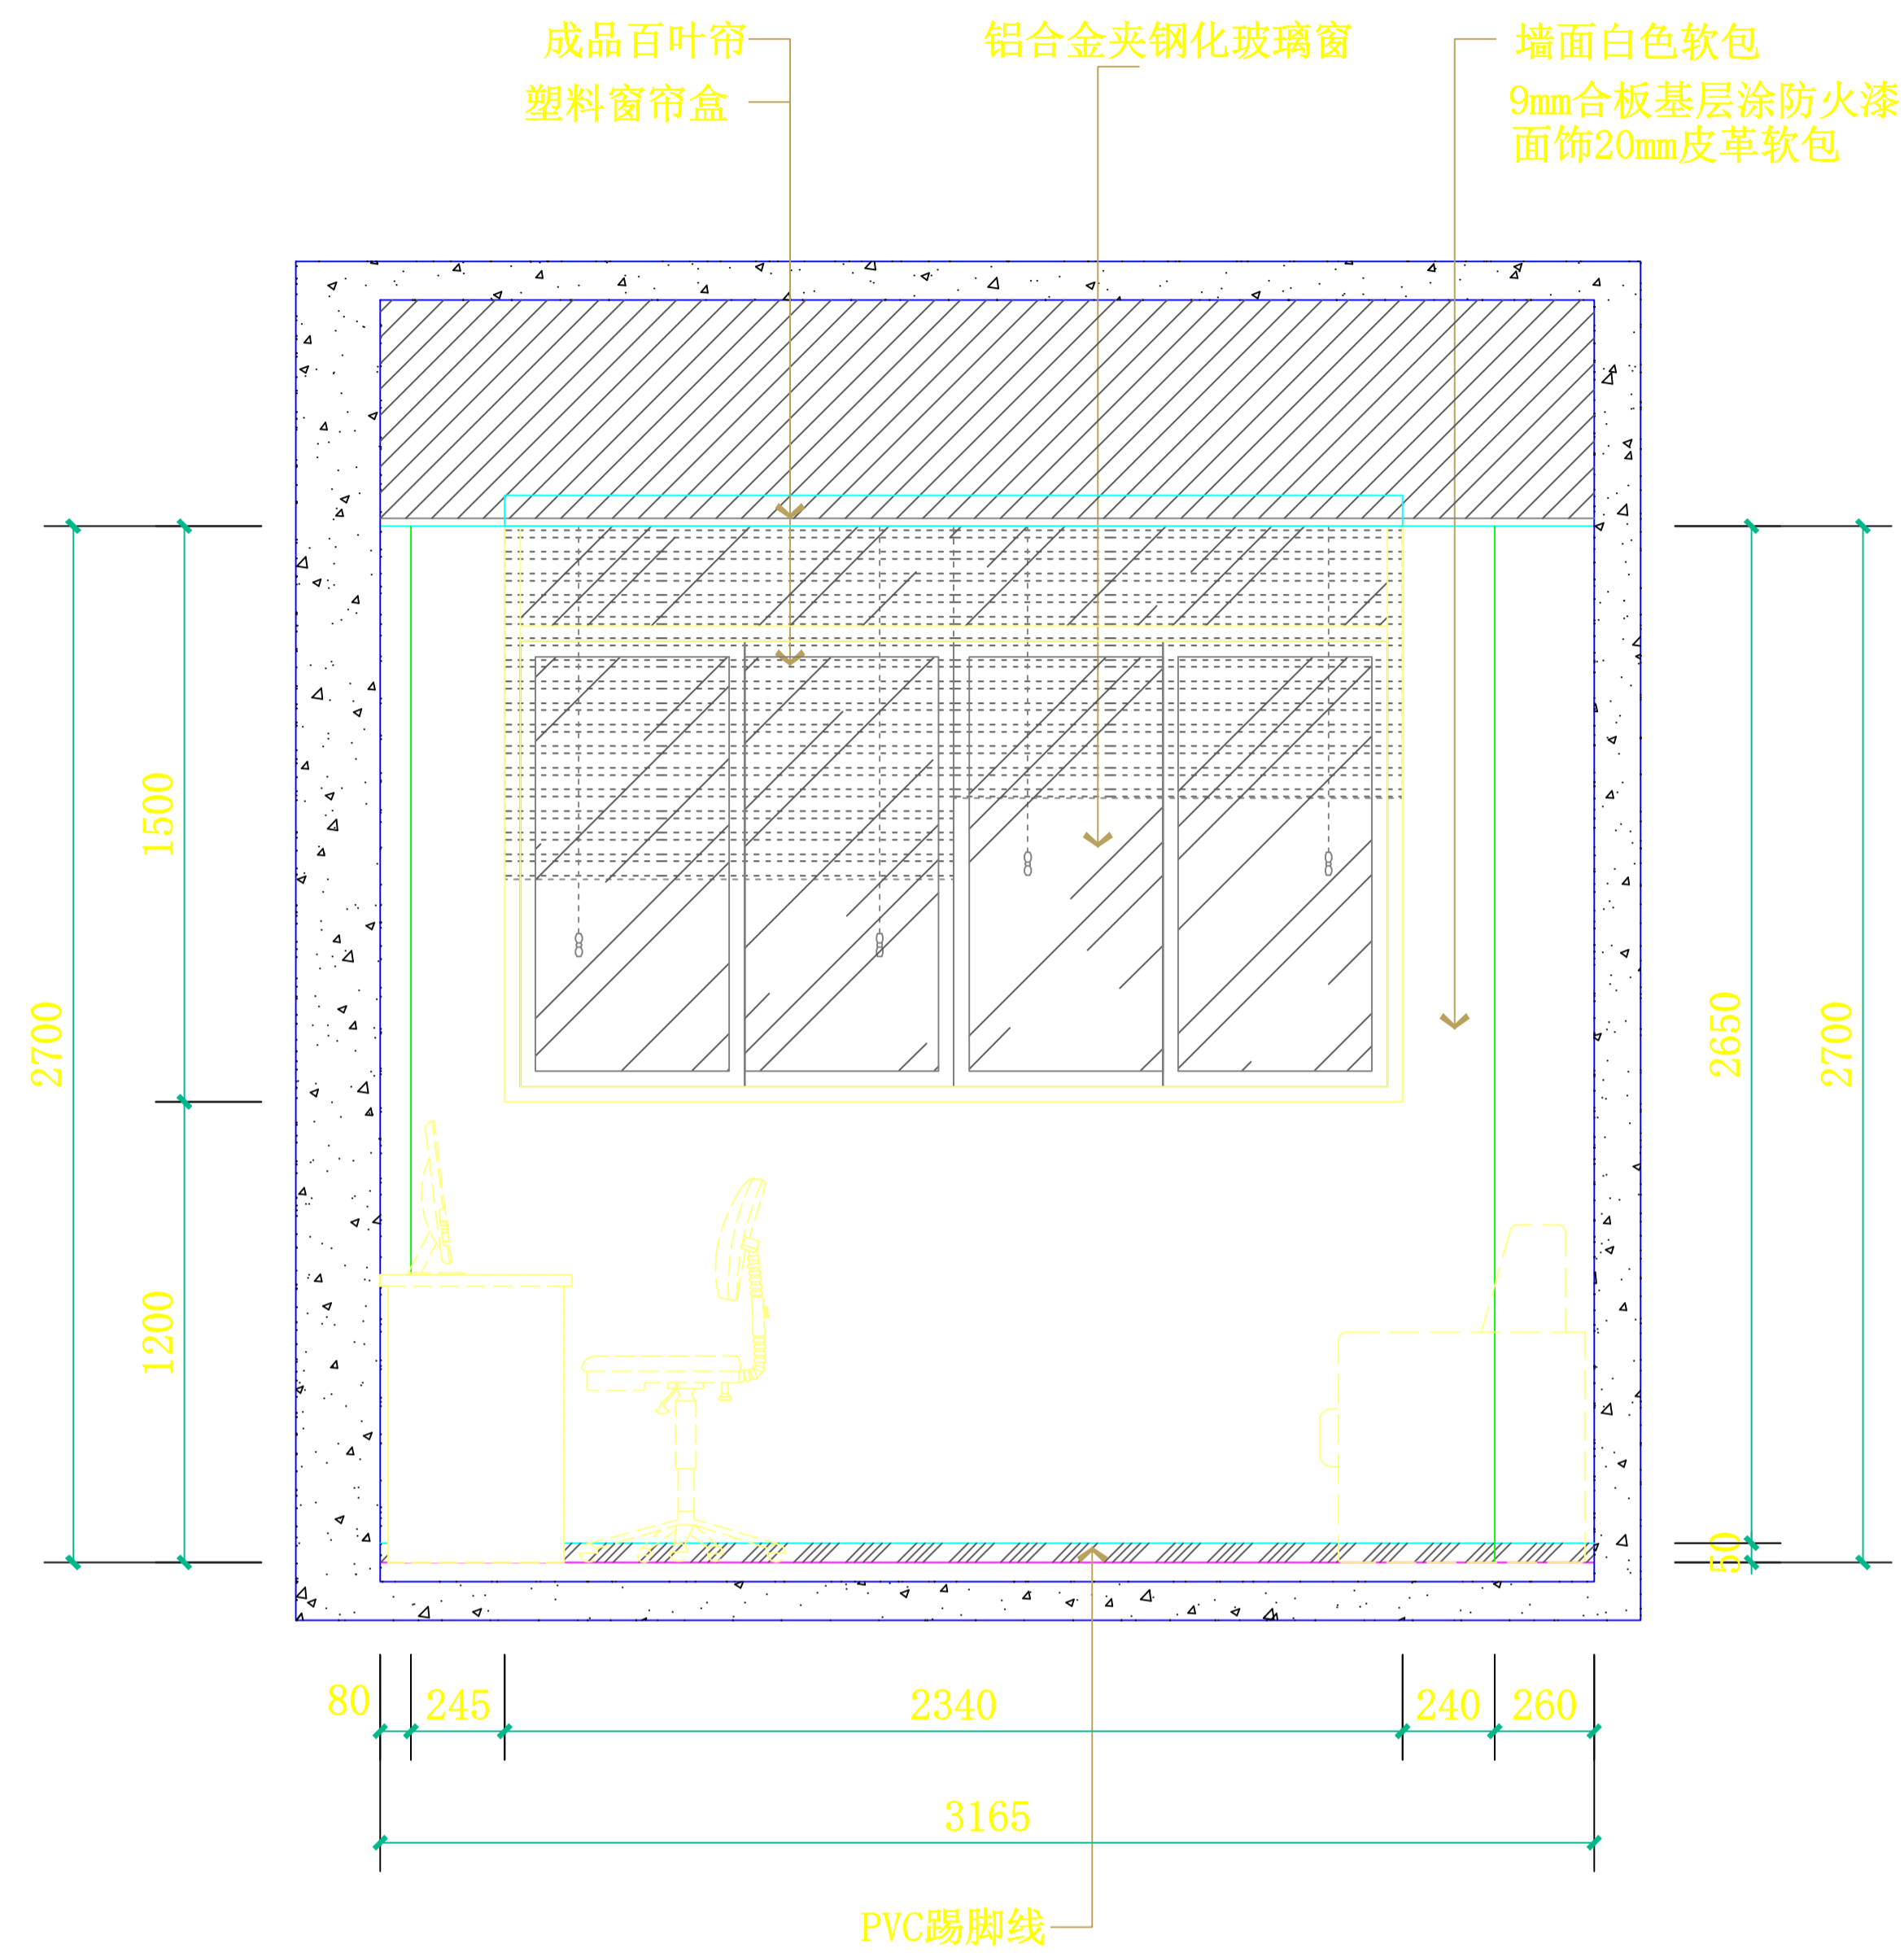 成品百叶帘
塑料窗帘盒
铝合金夹钢化玻璃窗
墙面白色软包
9mm合板基层涂防火漆
面饰20mm皮革软包
2700
1500
1200
2650
50
2700
80
245
2340
240
260
3165
PVC踢脚线